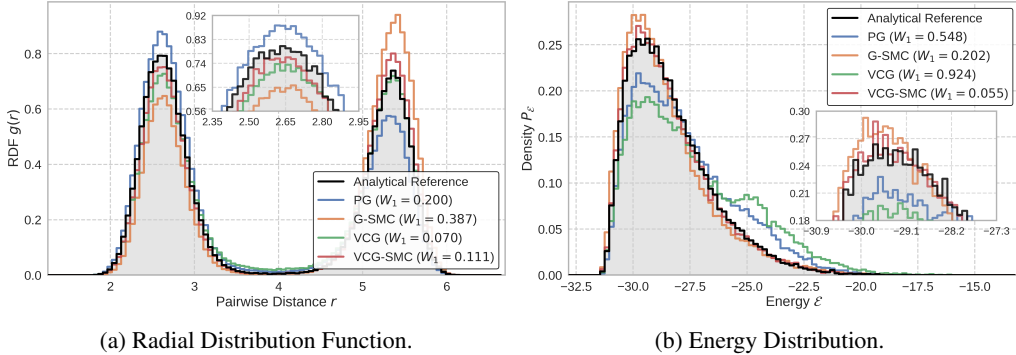 0.8
0.6
0.4
0.2
0.0
RDF g(r)
0.92
0.83
0.74
0.65
0.56
2.35 2.50 2.65 2.80 2.95
Analytical Reference
PG (W₁ = 0.200)
G-SMC (W₁ = 0.387)
VCG (W₁ = 0.070)
VCG-SMC (W₁ = 0.111)
2 3 4 5 6
Pairwise Distance r
(a) Radial Distribution Function.
0.25
0.20
0.15
0.10
0.05
0.00
Density P_ℰ
Analytical Reference
PG (W₁ = 0.548)
G-SMC (W₁ = 0.202)
VCG (W₁ = 0.924)
VCG-SMC (W₁ = 0.055)
0.30
0.27
0.24
0.21
0.18
−30.9 −30.0 −29.1 −28.2 −27.3
−32.5 −30.0 −27.5 −25.0 −22.5 −20.0 −17.5 −15.0
Energy ℰ
(b) Energy Distribution.